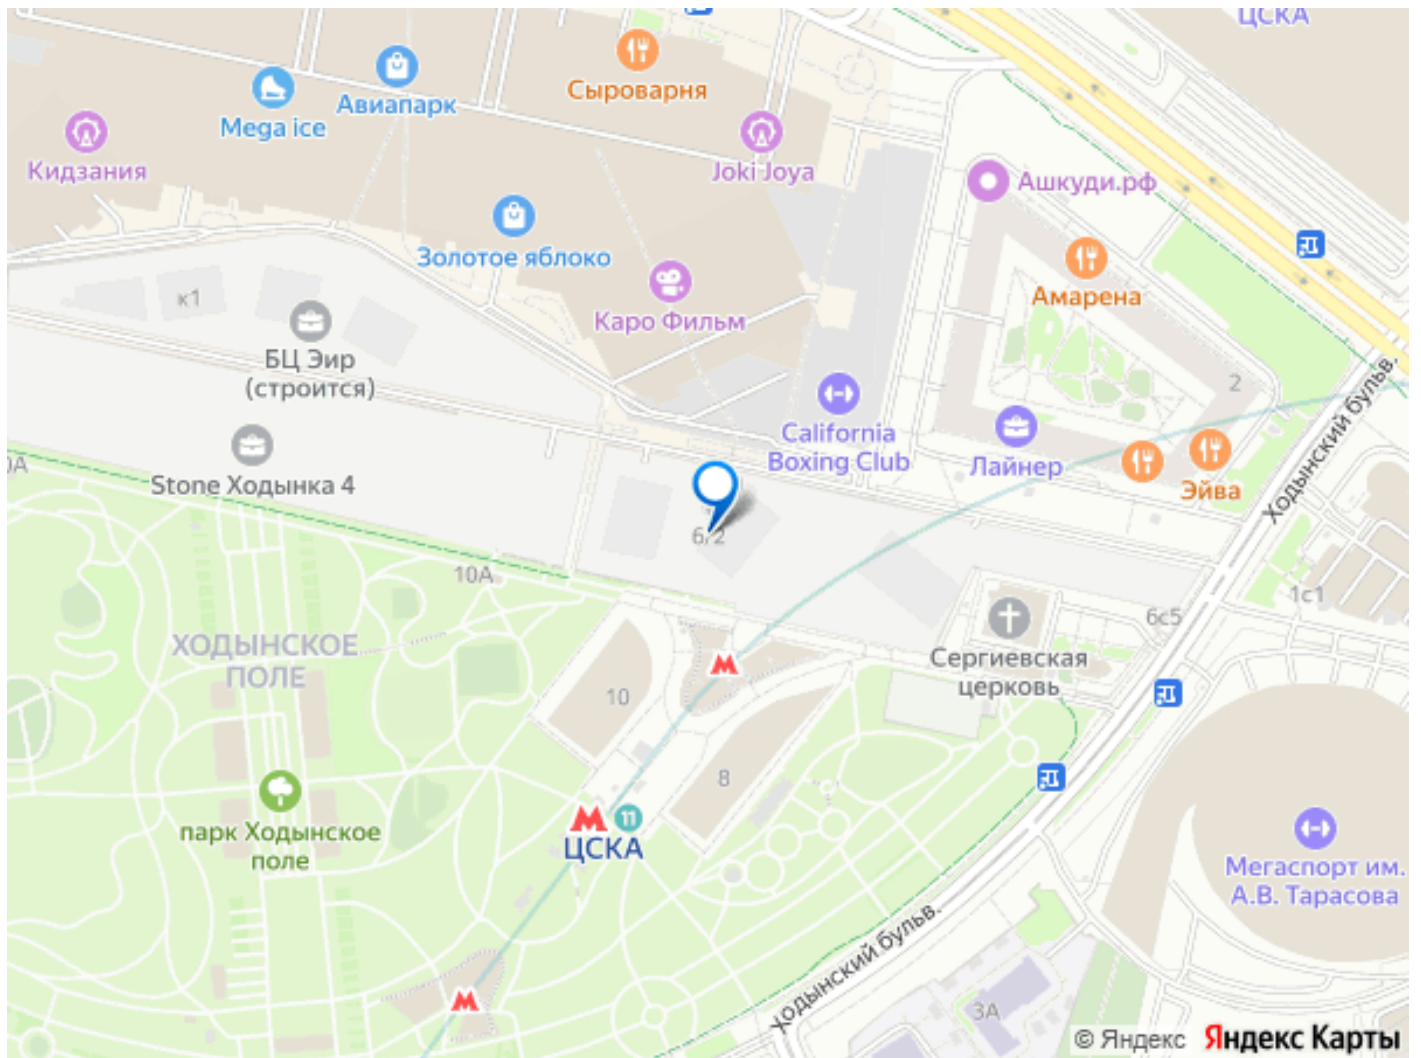 ЦСКА
Сыроварня
Авиапарк
Mega ice
Кидзания
Joki Joya
Ашкуди.рф
Золотое яблоко
Амарена
к1
Каро Фильм
БЦ Эир
(строится)
2
California
Boxing Club
Лайнер
Эйва
Ходынский бульв.
0А
Stone Ходынка 4
6/2
10А
1с1
6с5
ХОДЫНСКОЕ
ПОЛЕ
Сергиевская
церковь
10
8
парк Ходынское
поле
11
ЦСКА
Мегаспорт им.
А.В. Тарасова
Ходынский бульв.
3А
© Яндекс Яндекс Карты